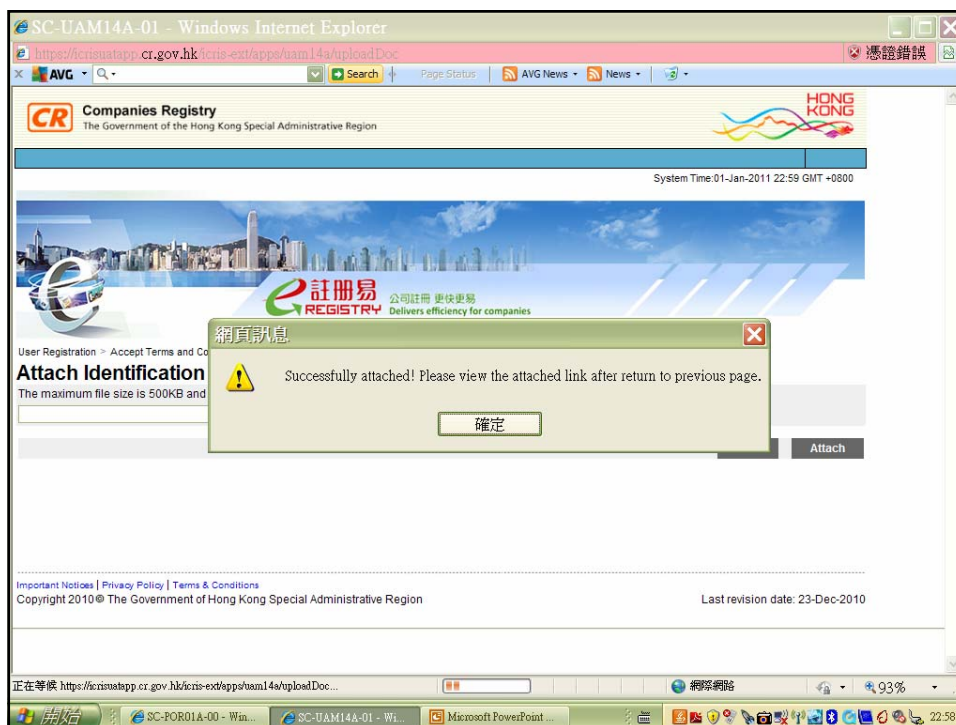 SC-UAM14A-01 - Windows Internet Explorer
https://icrisuatapp.cr.gov.hk/icris-ext/apps/uam14a/uploadDoc
憑證錯誤
AVG
Search
Page Status
AVG News
News
CR
Companies Registry
The Government of the Hong Kong Special Administrative Region
HONG
KONG
System Time:01-Jan-2011 22:59 GMT +0800
e
註冊易
REGISTRY
公司註冊 更快更易
Delivers efficiency for companies
User Registration > Accept Terms and Co
Attach Identification
The maximum file size is 500KB and
網頁訊息
Successfully attached! Please view the attached link after return to previous page.
確定
Attach
Important Notices | Privacy Policy | Terms & Conditions
Copyright 2010© The Government of Hong Kong Special Administrative Region
Last revision date: 23-Dec-2010
正在等候 https://icrisuatapp.cr.gov.hk/icris-ext/apps/uam14a/uploadDoc...
網際網路
93%
開始
SC-POR01A-00 - Win...
SC-UAM14A-01 - Wi...
Microsoft PowerPoint ...
22:58